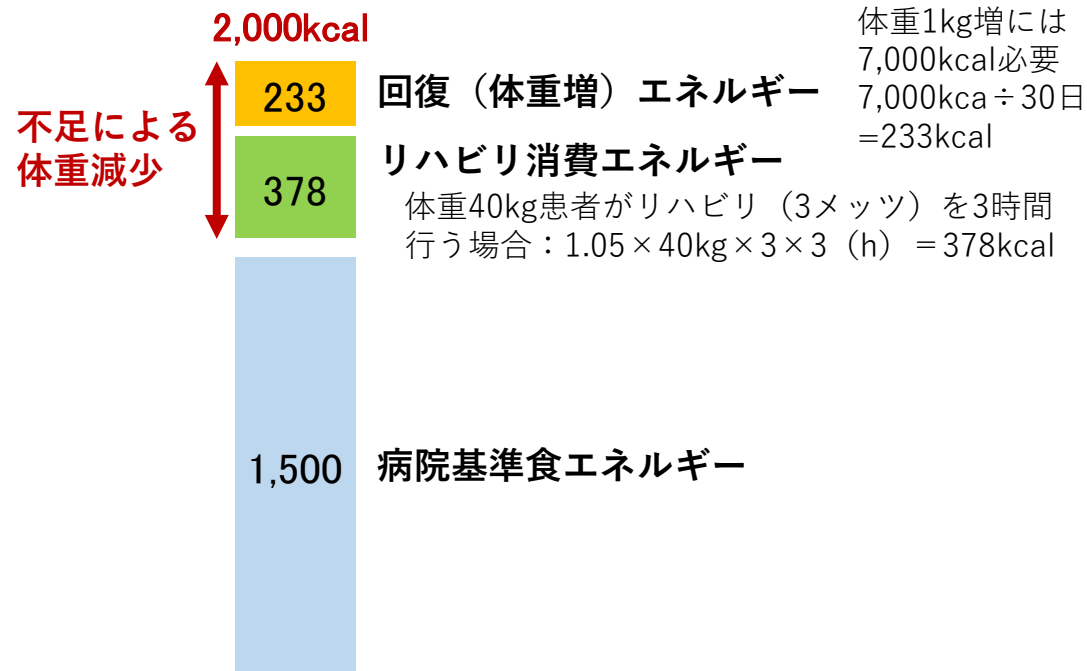 2,000kcal
体重1kg増には
7,000kcal必要
7,000kca÷30日
=233kcal
233
回復（体重増）エネルギー
不足による
体重減少
378
リハビリ消費エネルギー
体重40kg患者がリハビリ（3メッツ）を3時間
行う場合：1.05×40kg×3×3（h）＝378kcal
1,500
病院基準食エネルギー